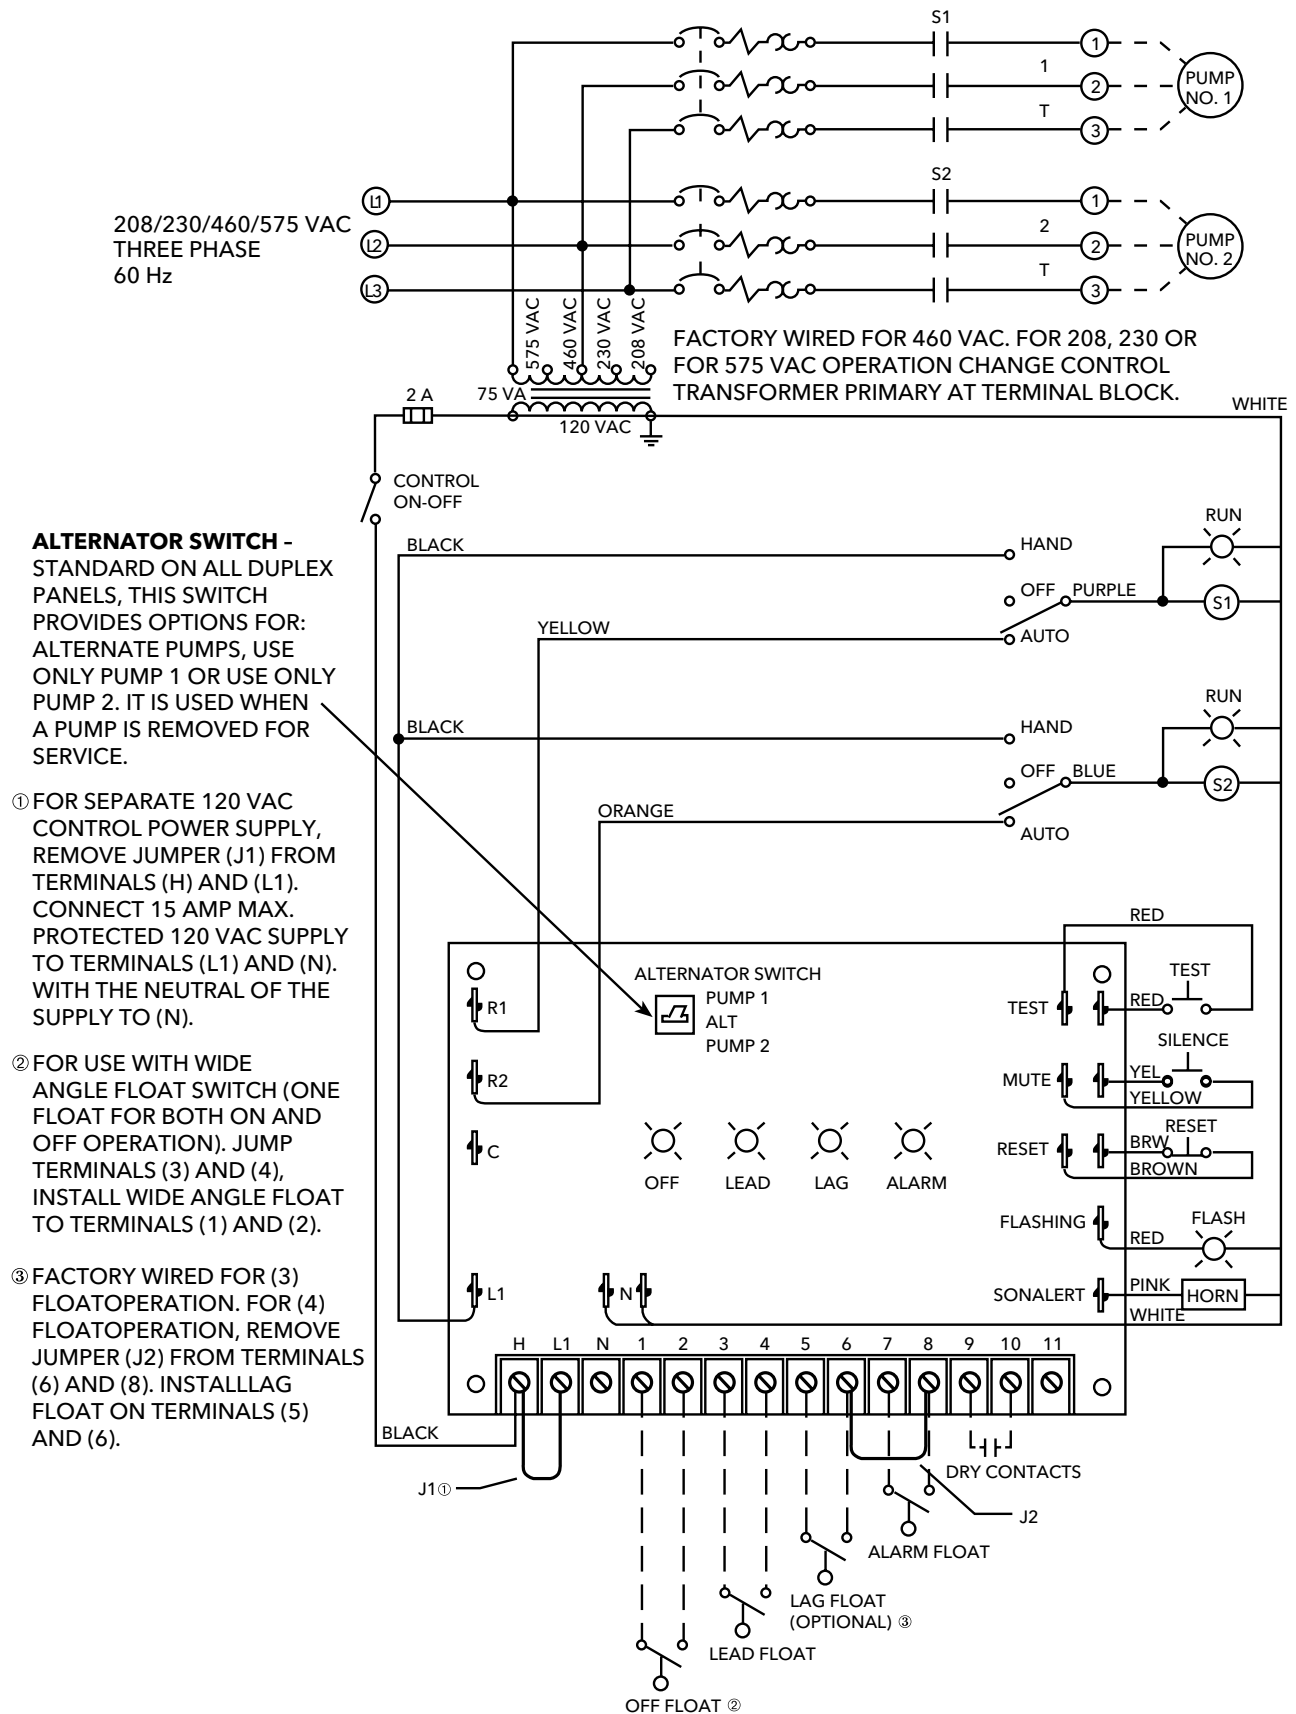 S1
1
1
2
T
3
PUMP
NO. 1
S2
1
2
2
T
3
PUMP
NO. 2
L1
L2
L3
208/230/460/575 VAC
THREE PHASE
60 Hz
575 VAC
460 VAC
230 VAC
208 VAC
FACTORY WIRED FOR 460 VAC. FOR 208, 230 OR
FOR 575 VAC OPERATION CHANGE CONTROL
TRANSFORMER PRIMARY AT TERMINAL BLOCK.
2 A
75 VA
120 VAC
WHITE
CONTROL
ON-OFF
ALTERNATOR SWITCH –
STANDARD ON ALL DUPLEX
PANELS, THIS SWITCH
PROVIDES OPTIONS FOR:
ALTERNATE PUMPS, USE
ONLY PUMP 1 OR USE ONLY
PUMP 2. IT IS USED WHEN
A PUMP IS REMOVED FOR
SERVICE.
① FOR SEPARATE 120 VAC
CONTROL POWER SUPPLY,
REMOVE JUMPER (J1) FROM
TERMINALS (H) AND (L1).
CONNECT 15 AMP MAX.
PROTECTED 120 VAC SUPPLY
TO TERMINALS (L1) AND (N).
WITH THE NEUTRAL OF THE
SUPPLY TO (N).
② FOR USE WITH WIDE
ANGLE FLOAT SWITCH (ONE
FLOAT FOR BOTH ON AND
OFF OPERATION). JUMP
TERMINALS (3) AND (4),
INSTALL WIDE ANGLE FLOAT
TO TERMINALS (1) AND (2).
③ FACTORY WIRED FOR (3)
FLOATOPERATION. FOR (4)
FLOATOPERATION, REMOVE
JUMPER (J2) FROM TERMINALS
(6) AND (8). INSTALLLAG
FLOAT ON TERMINALS (5)
AND (6).
BLACK
HAND
RUN
OFF
PURPLE
S1
YELLOW
AUTO
BLACK
HAND
RUN
OFF
BLUE
S2
ORANGE
AUTO
RED
ALTERNATOR SWITCH
PUMP 1
ALT
PUMP 2
R1
R2
C
L1
N
OFF
LEAD
LAG
ALARM
TEST
RED
TEST
SILENCE
MUTE
YEL
YELLOW
RESET
RESET
BRW
BROWN
FLASHING
RED
FLASH
SONALERT
PINK
HORN
WHITE
H L1 N 1 2 3 4 5 6 7 8 9 10 11
BLACK
J1①
DRY CONTACTS
J2
ALARM FLOAT
LAG FLOAT
(OPTIONAL) ③
LEAD FLOAT
OFF FLOAT ②